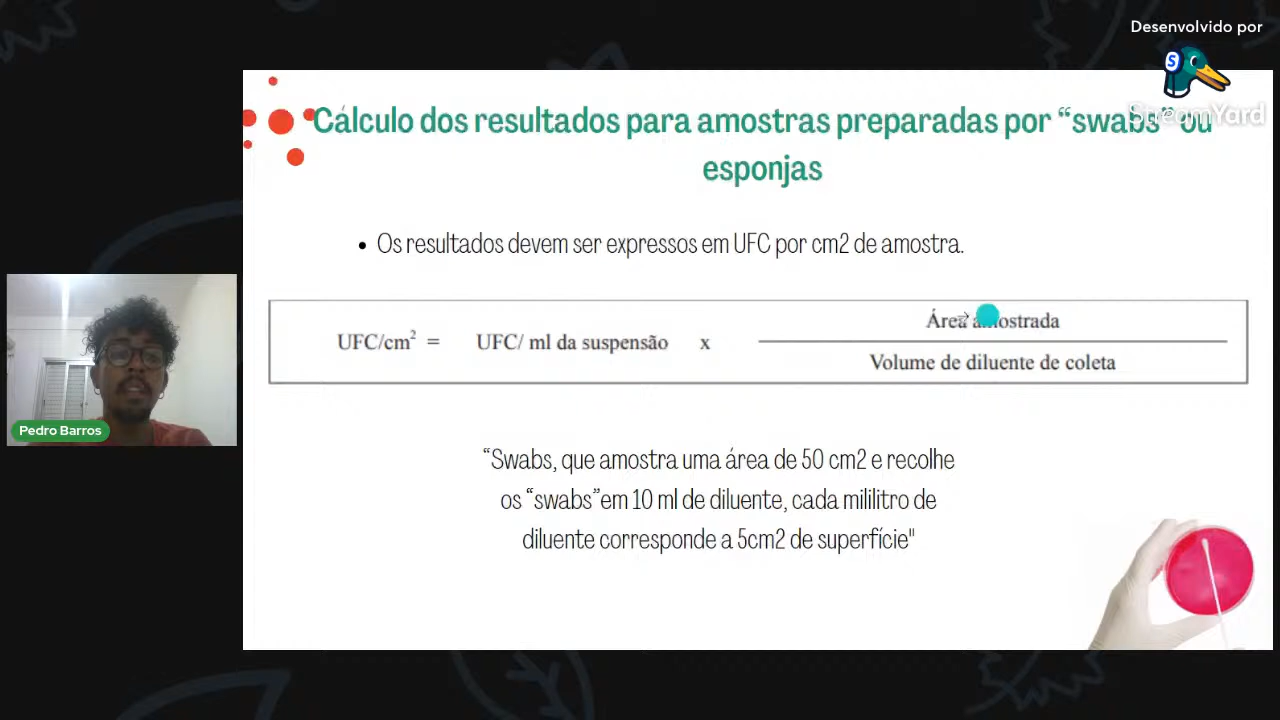 Desenvolvido por
StreamYard
Cálculo dos resultados para amostras preparadas por “swabs” ou
esponjas
• Os resultados devem ser expressos em UFC por cm2 de amostra.
UFC/cm² = UFC/ ml da suspensão x
Área amostrada
Volume de diluente de coleta
“Swabs, que amostra uma área de 50 cm2 e recolhe
os “swabs”em 10 ml de diluente, cada mililitro de
diluente corresponde a 5cm2 de superfície"
Pedro Barros